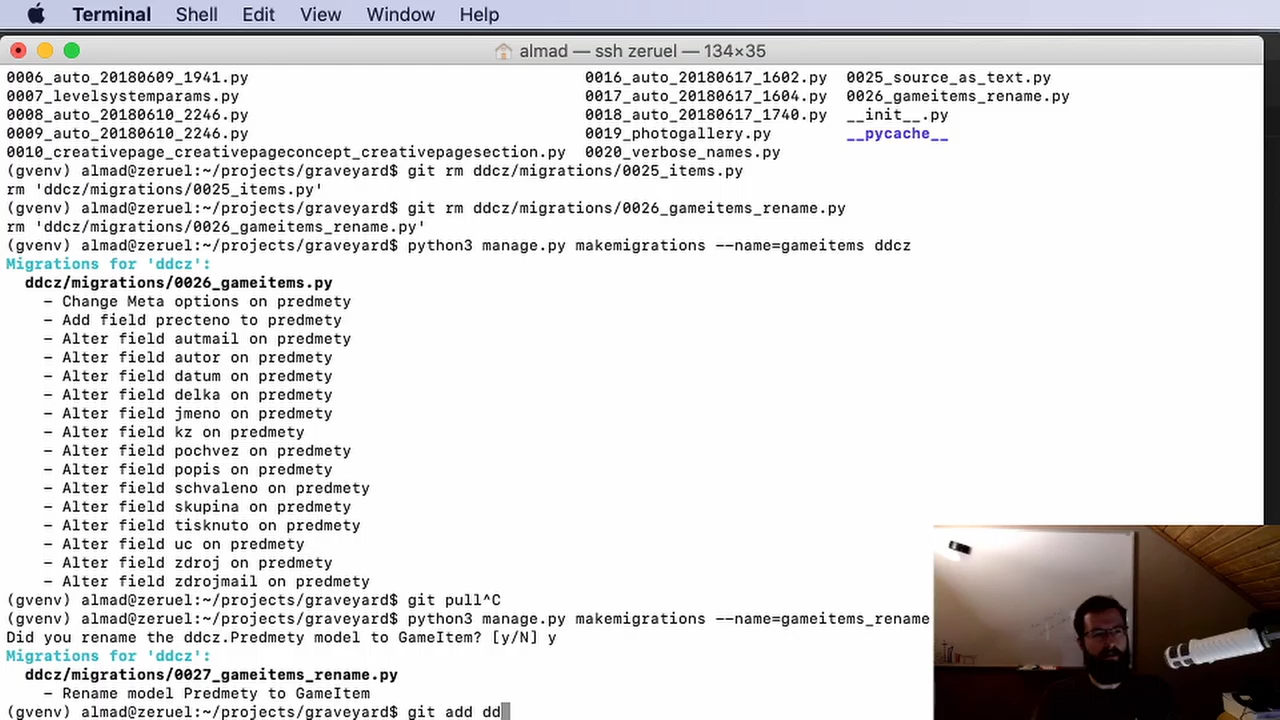 Terminal Shell Edit View Window Help
almad — ssh zeruel — 134×35
0006_auto_20180609_1941.py 0016_auto_20180617_1602.py 0025_source_as_text.py
0007_levelsystemparams.py 0017_auto_20180617_1604.py 0026_gameitems_rename.py
0008_auto_20180610_2246.py 0018_auto_20180617_1740.py __init__.py
0009_auto_20180610_2246.py 0019_photogallery.py __pycache__
0010_creativepage_creativepageconcept_creativepagesection.py 0020_verbose_names.py
(gvenv) almad@zeruel:~/projects/graveyard$ git rm ddcz/migrations/0025_items.py
rm 'ddcz/migrations/0025_items.py'
(gvenv) almad@zeruel:~/projects/graveyard$ git rm ddcz/migrations/0026_gameitems_rename.py
rm 'ddcz/migrations/0026_gameitems_rename.py'
(gvenv) almad@zeruel:~/projects/graveyard$ python3 manage.py makemigrations --name=gameitems ddcz
Migrations for 'ddcz':
ddcz/migrations/0026_gameitems.py
- Change Meta options on predmety
- Add field precteno to predmety
- Alter field autmail on predmety
- Alter field autor on predmety
- Alter field datum on predmety
- Alter field delka on predmety
- Alter field jmeno on predmety
- Alter field kz on predmety
- Alter field pochvez on predmety
- Alter field popis on predmety
- Alter field schvaleno on predmety
- Alter field skupina on predmety
- Alter field tisknuto on predmety
- Alter field uc on predmety
- Alter field zdroj on predmety
- Alter field zdrojmail on predmety
(gvenv) almad@zeruel:~/projects/graveyard$ git pull^C
(gvenv) almad@zeruel:~/projects/graveyard$ python3 manage.py makemigrations --name=gameitems_rename
Did you rename the ddcz.Predmety model to GameItem? [y/N] y
Migrations for 'ddcz':
ddcz/migrations/0027_gameitems_rename.py
- Rename model Predmety to GameItem
(gvenv) almad@zeruel:~/projects/graveyard$ git add dd